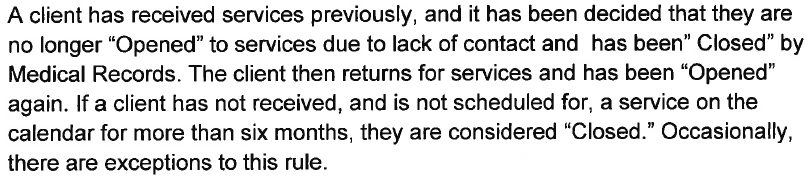 A client has received services previously, and it has been decided that they are
no longer “Opened” to services due to lack of contact and  has been” Closed” by
Medical Records. The client then returns for services and has been “Opened”
again. If a client has not received, and is not scheduled for, a service on the
calendar for more than six months, they are considered “Closed.” Occasionally,
there are exceptions to this rule.